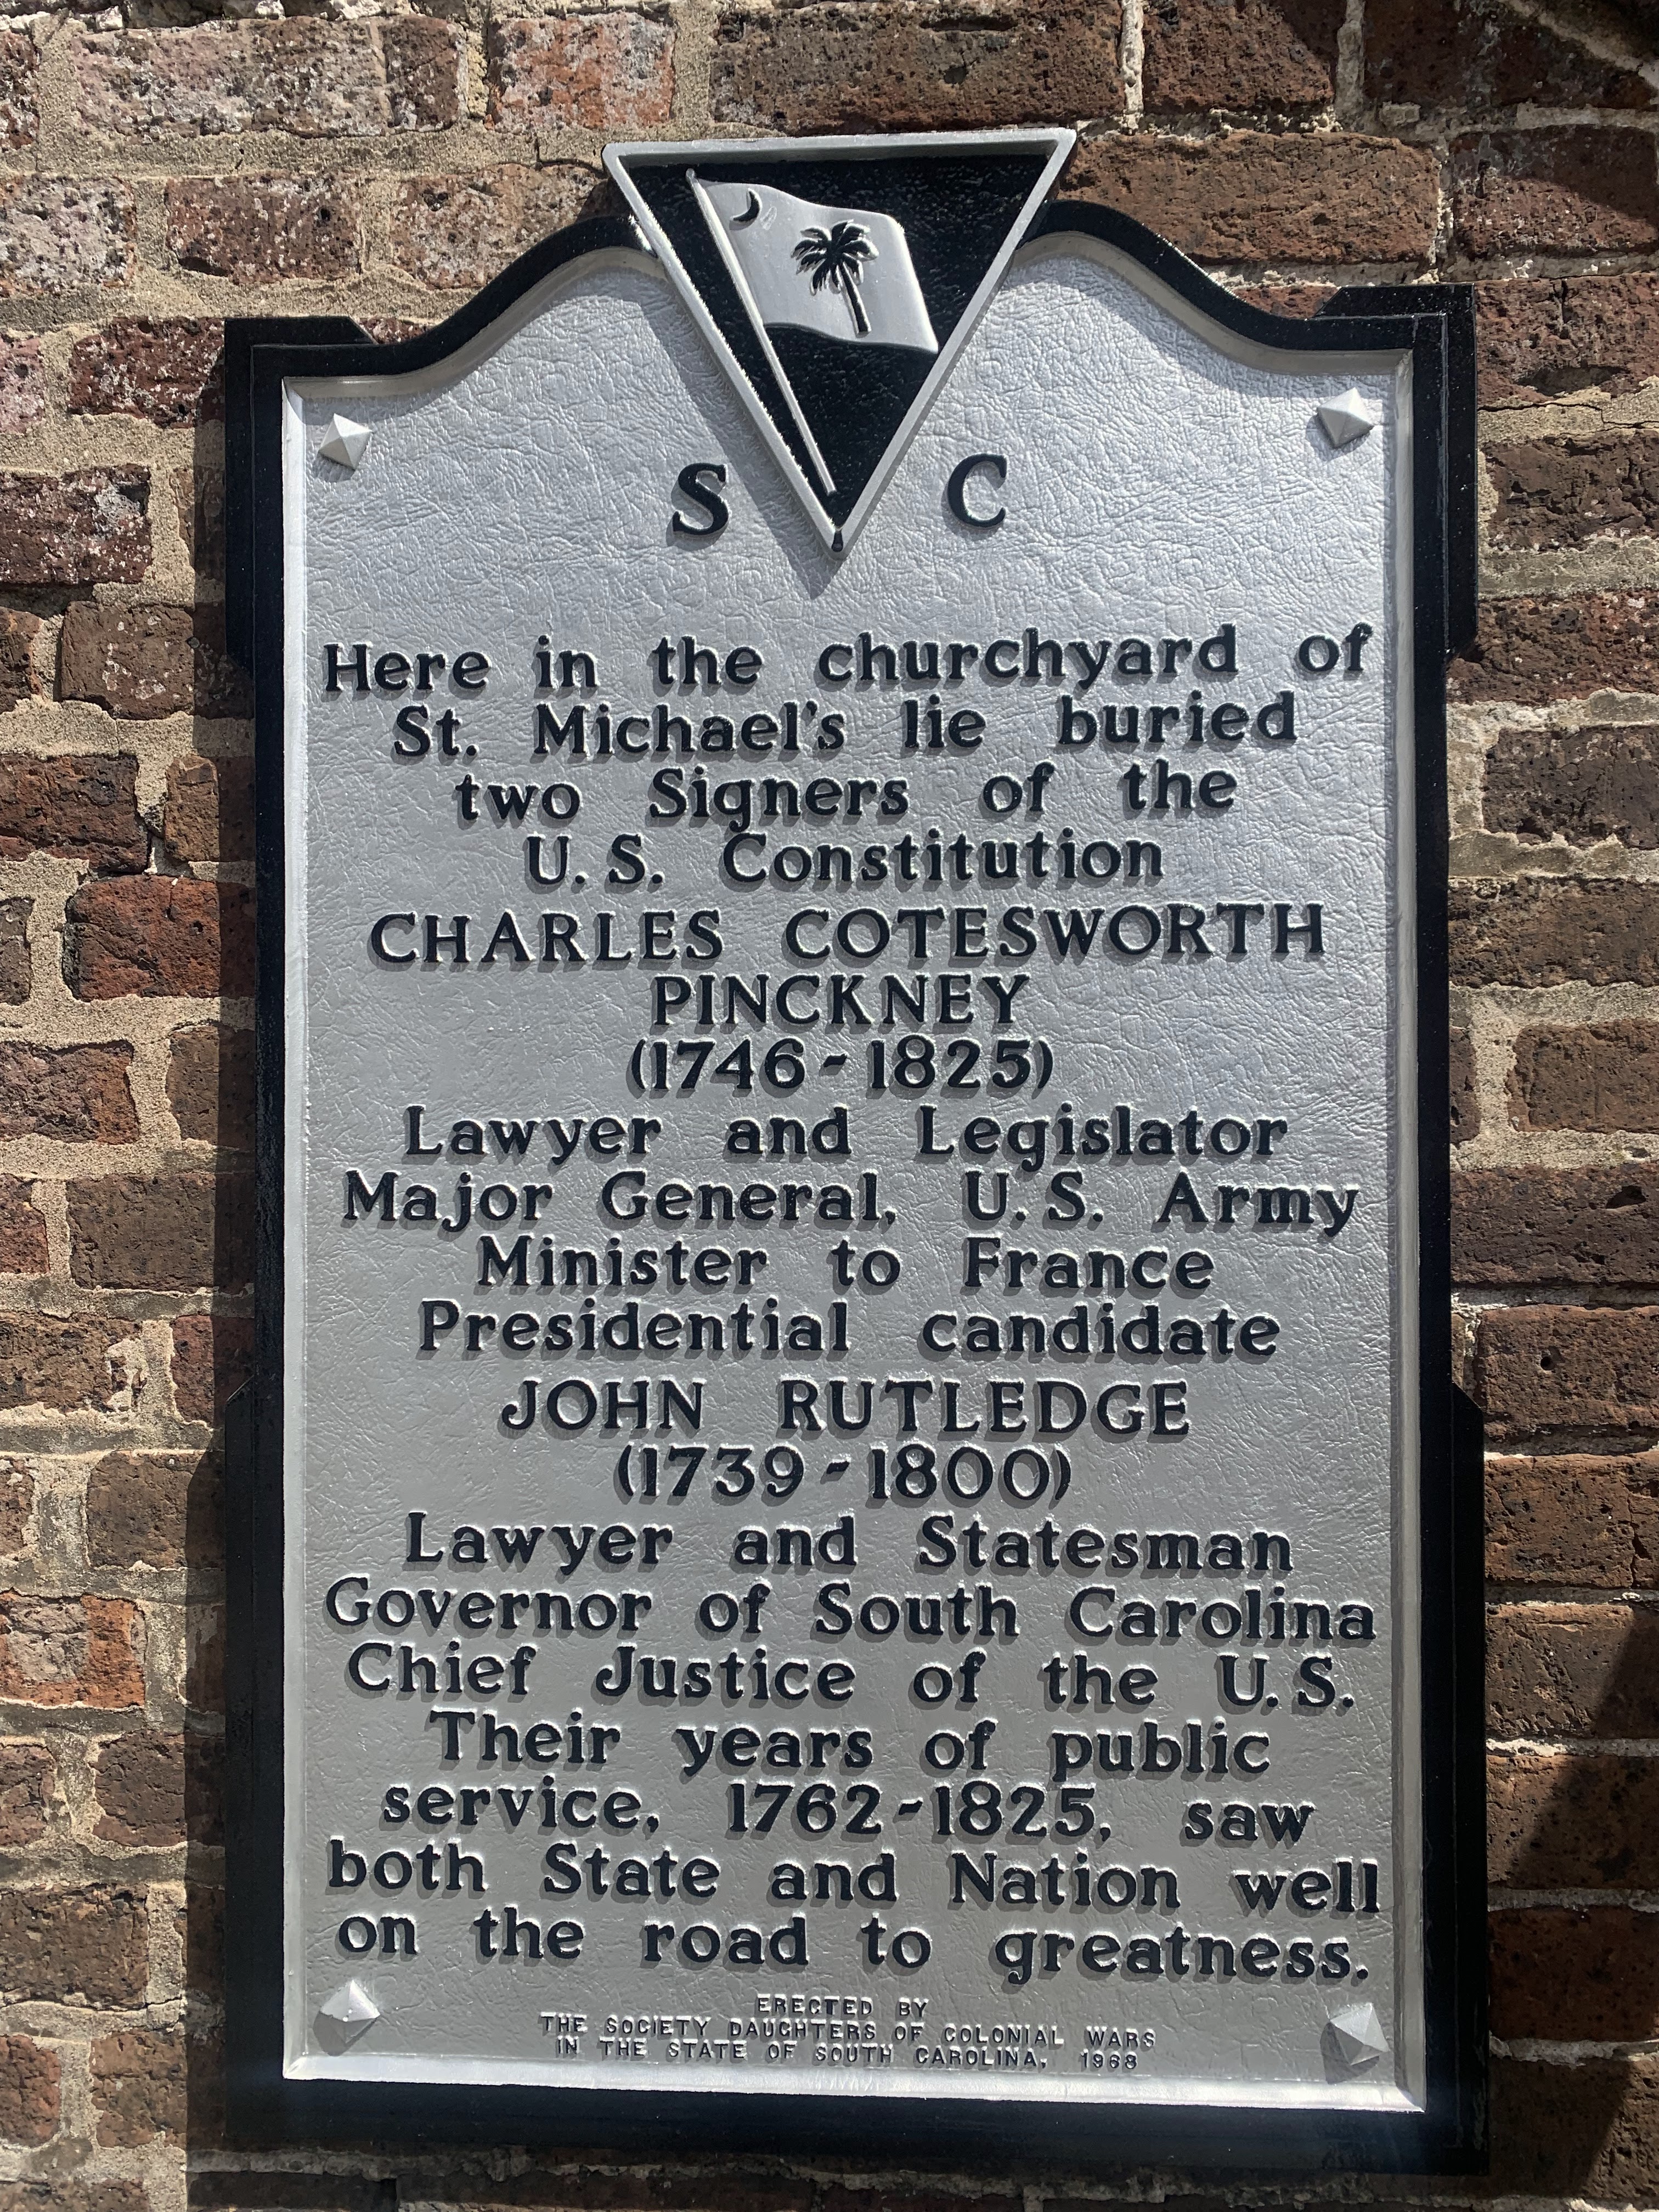 S C
Here in the churchyard of
St. Michael's lie buried
two Signers of the
U.S. Constitution
CHARLES COTESWORTH
PINCKNEY
(1746-1825)
Lawyer and Legislator
Major General, U.S. Army
Minister to France
Presidential candidate
JOHN RUTLEDGE
(1739-1800)
Lawyer and Statesman
Governor of South Carolina
Chief Justice of the U.S.
Their years of public
service, 1762-1825, saw
both State and Nation well
on the road to greatness.
ERECTED BY
THE SOCIETY DAUGHTERS OF COLONIAL WARS
IN THE STATE OF SOUTH CAROLINA, 1968